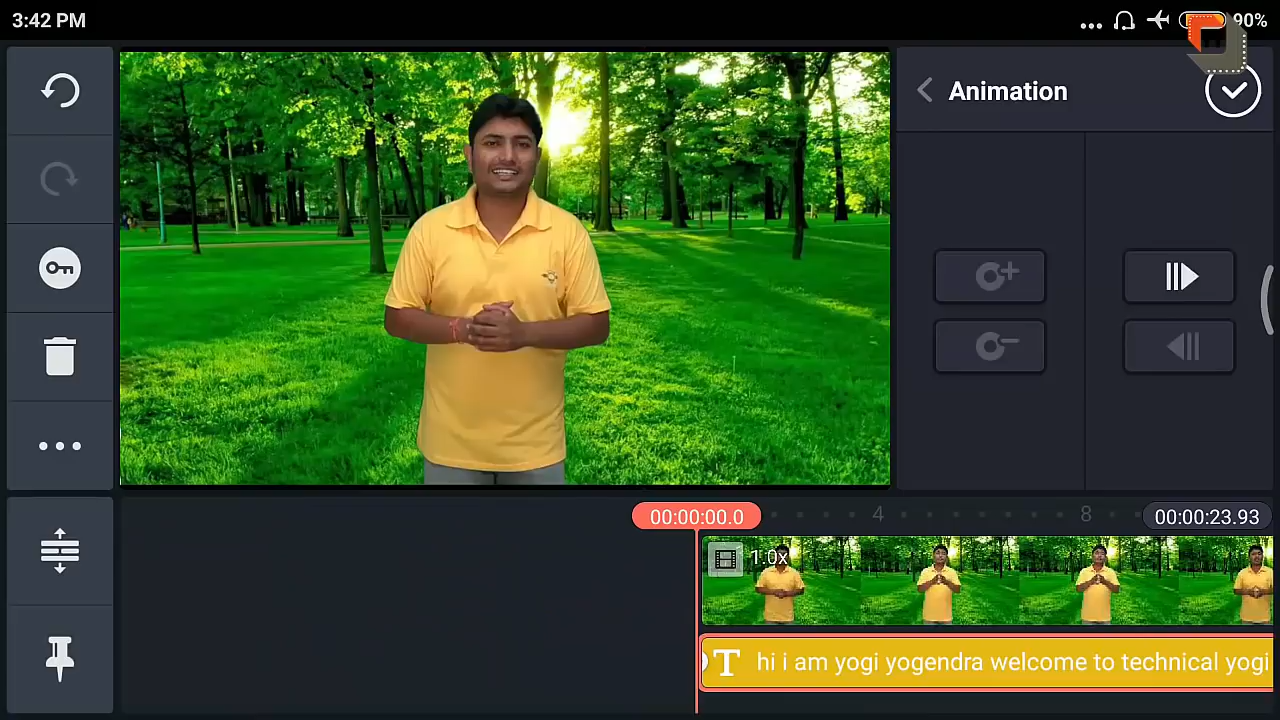 3:42 PM
90%
Animation
00:00:00.0
4
8
00:00:23.93
1.0x
T hi i am yogi yogendra welcome to technical yogi